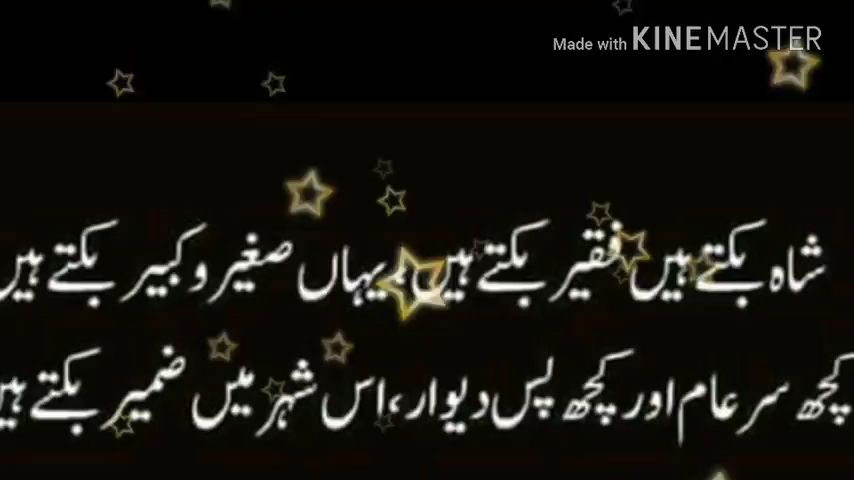 Made with KINEMASTER
شاہ بکتے ہیں فقیر بکتے ہیں، یہاں صغیر و کبیر بکتے ہیں
کچھ سر عام اور کچھ پس دیوار، اس شہر میں ضمیر بکتے ہیں